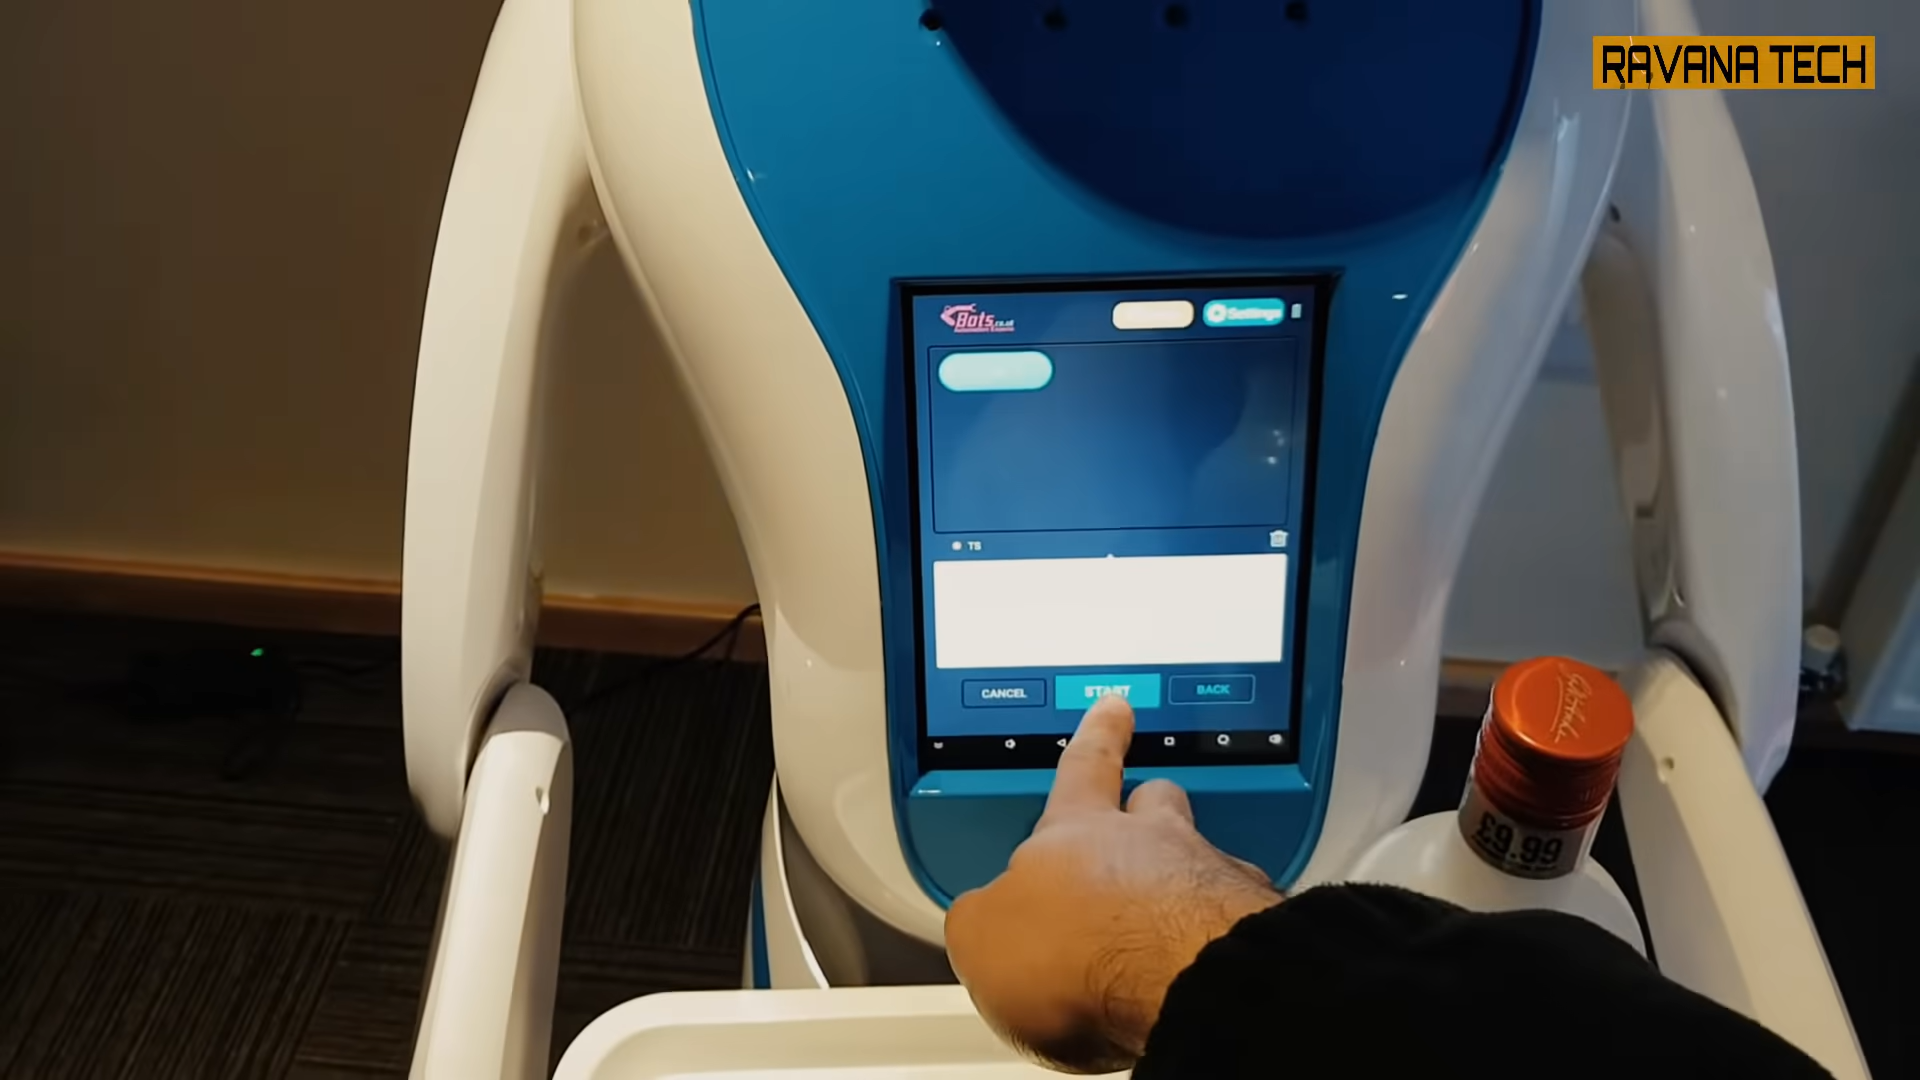 RAVANA TECH
Bots.co.uk
Settings
TS
CANCEL
START
BACK
£9.99